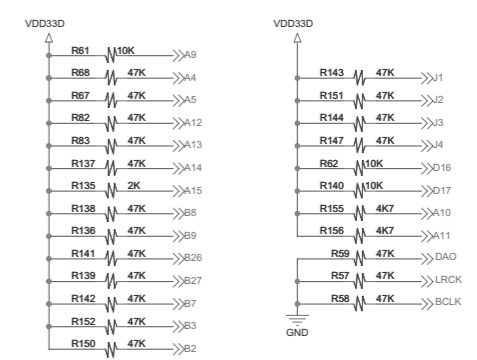 VDD33D
R61 10K A9
R68 47K A4
R67 47K A5
R82 47K A12
R83 47K A13
R137 47K A14
R135 2K A15
R138 47K B8
R136 47K B9
R141 47K B26
R139 47K B27
R142 47K B7
R152 47K B3
R150 47K B2
VDD33D
R143 47K J1
R151 47K J2
R144 47K J3
R147 47K J4
R62 10K D16
R140 10K D17
R155 4K7 A10
R156 4K7 A11
R59 47K DAO
R57 47K LRCK
R58 47K BCLK
GND